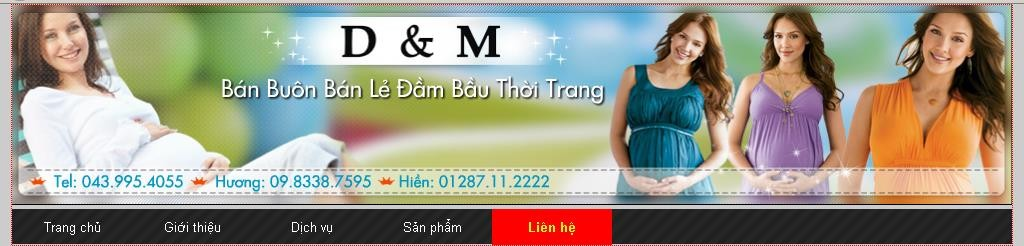 D & M
Bán Buôn Bán Lẻ Đầm Bầu Thời Trang
Tel: 043.995.4055 Hương: 09.8338.7595 Hiền: 01287.11.2222
Trang chủ Giới thiệu Dịch vụ Sản phẩm Liên hệ